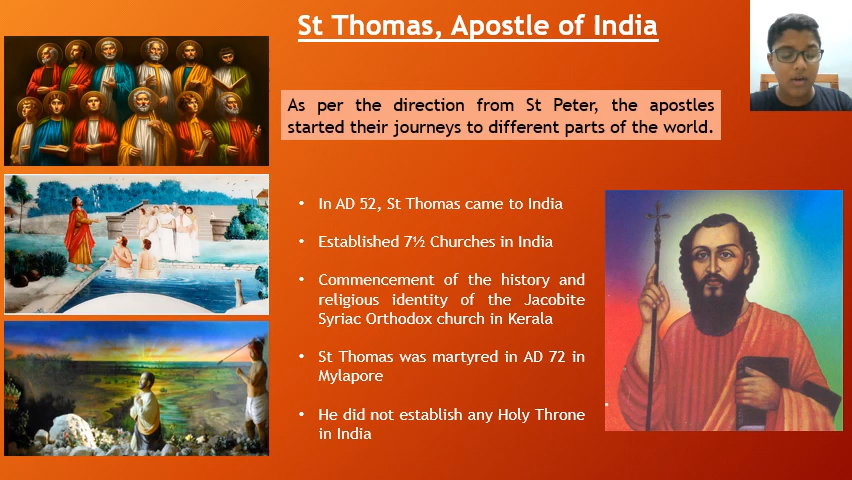 St Thomas, Apostle of India
As per the direction from St Peter, the apostles
started their journeys to different parts of the world.
• In AD 52, St Thomas came to India
• Established 7½ Churches in India
• Commencement of the history and
religious identity of the Jacobite
Syriac Orthodox church in Kerala
• St Thomas was martyred in AD 72 in
Mylapore
• He did not establish any Holy Throne
in India